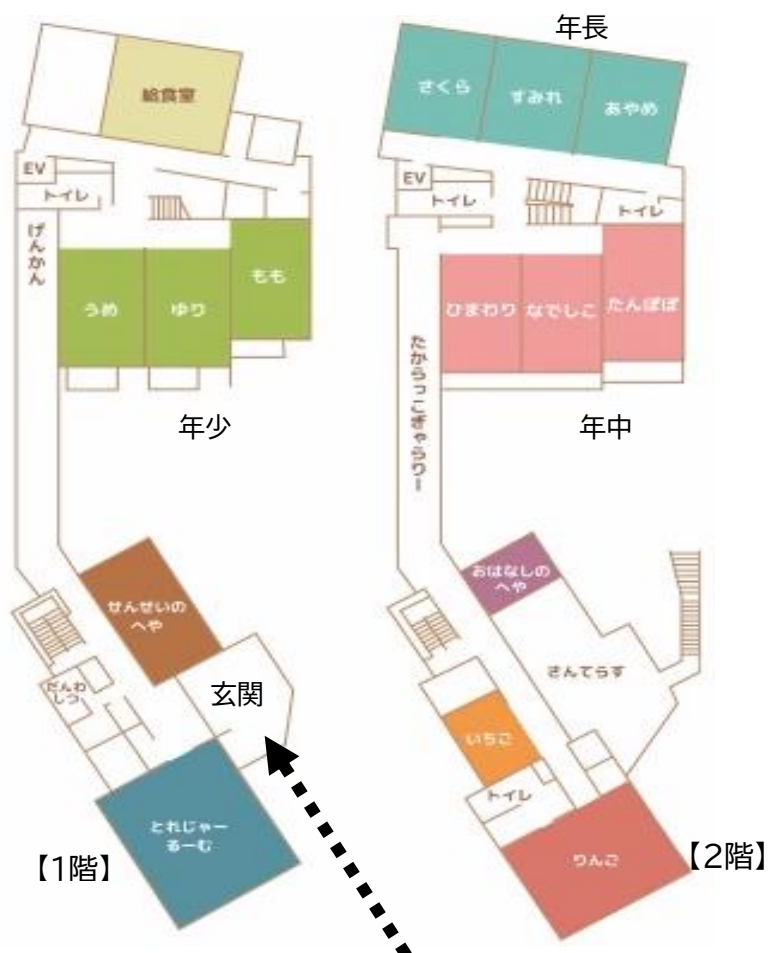 給食室
EV
トイレ
げんかん
うめ
ゆり
もも
年少
せんせいの
へや
玄関
だんわ
しつ
とれじゃー
るーむ
【1階】
年長
さくら
すみれ
あやめ
EV
トイレ
トイレ
ひまわり
なでしこ
たんぽぽ
年中
たからっこぎゃらりー
おはなしの
へや
さんてらす
いちご
トイレ
りんご
【2階】